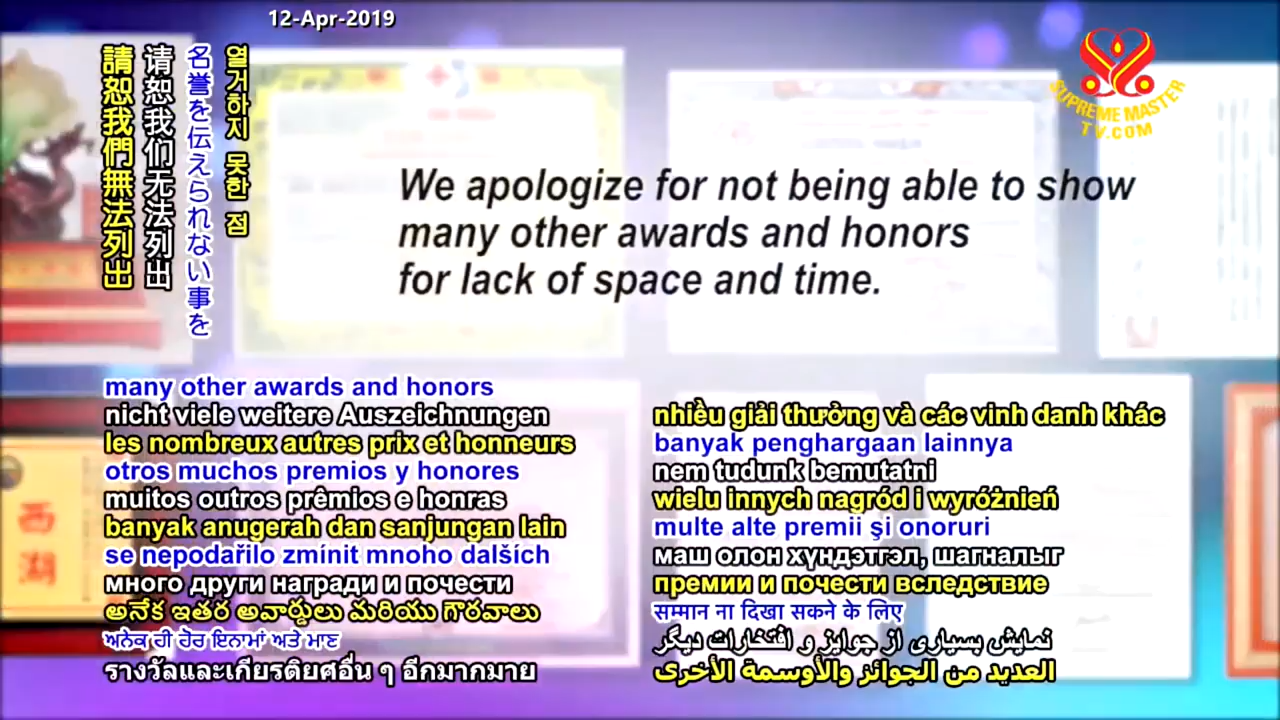 12-Apr-2019
SUPREME MASTER
TV.COM
請恕我們無法列出
请恕我们无法列出
名誉を伝えられない事を
열거하지 못한 점
We apologize for not being able to show
many other awards and honors
for lack of space and time.
many other awards and honors
nicht viele weitere Auszeichnungen
les nombreux autres prix et honneurs
otros muchos premios y honores
muitos outros prêmios e honras
banyak anugerah dan sanjungan lain
se nepodařilo zmínit mnoho dalších
много други награди и почести
అనేక ఇతర అవార్డులు మరియు గౌరవాలు
ਅਨੇਕ ਹੀ ਹੋਰ ਇਨਾਮਾਂ ਅਤੇ ਮਾਣ
รางวัลและเกียรติยศอื่น ๆ อีกมากมาย
nhiều giải thưởng và các vinh danh khác
banyak penghargaan lainnya
nem tudunk bemutatni
wielu innych nagród i wyróżnień
multe alte premii şi onoruri
маш олон хүндэтгэл, шагналыг
премии и почести вследствие
सम्मान ना दिखा सकने के लिए
نمایش بسیاری از جوایز و افتخارات دیگر
العديد من الجوائز والأوسمة الأخرى
西湖